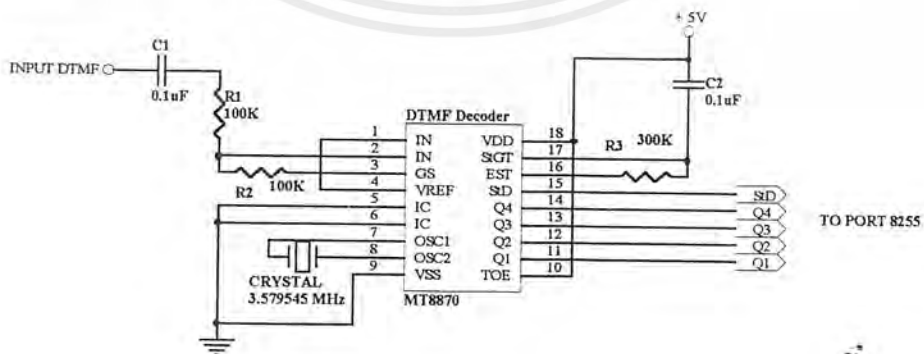 + 5V
C1
INPUT DTMF
0.1uF
R1
100K
C2
0.1uF
DTMF Decoder
R3 300K
1 IN VDD 18
2 IN StGT 17
3 GS EST 16
4 VREF StD 15
5 IC Q4 14
6 IC Q3 13
7 OSC1 Q2 12
8 OSC2 Q1 11
9 VSS TOE 10
R2 100K
StD
Q4
Q3
Q2
Q1
TO PORT 8255
CRYSTAL
3.579545 MHz
MT8870